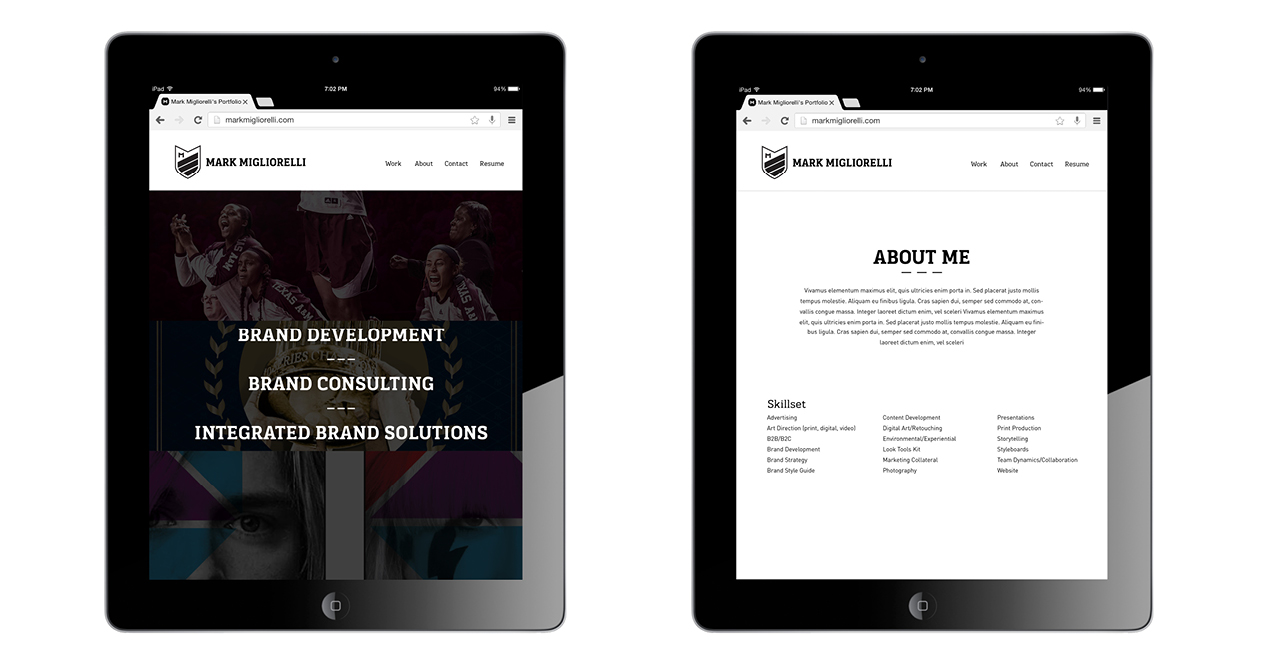 iPad 7:02 PM 94%
Mark Migliorelli's Portfolio
markmigliorelli.com
M
MARK MIGLIORELLI
Work About Contact Resume
TEXAS A&M
BRAND DEVELOPMENT
BRAND CONSULTING
INTEGRATED BRAND SOLUTIONS
iPad 7:02 PM 94%
Mark Migliorelli's Portfolio
markmigliorelli.com
M
MARK MIGLIORELLI
Work About Contact Resume
ABOUT ME
Vivamus elementum maximus elit, quis ultricies enim porta in. Sed placerat justo mollis
tempus molestie. Aliquam eu finibus ligula. Cras sapien dui, semper sed commodo at, con-
vallis congue massa. Integer laoreet dictum enim, vel sceleri Vivamus elementum maximus
elit, quis ultricies enim porta in. Sed placerat justo mollis tempus molestie. Aliquam eu fini-
bus ligula. Cras sapien dui, semper sed commodo at, convallis congue massa. Integer
laoreet dictum enim, vel sceleri
Skillset
Advertising
Art Direction (print, digital, video)
B2B/B2C
Brand Development
Brand Strategy
Brand Style Guide
Content Development
Digital Art/Retouching
Environmental/Experiential
Look Tools Kit
Marketing Collateral
Photography
Presentations
Print Production
Storytelling
Styleboards
Team Dynamics/Collaboration
Website